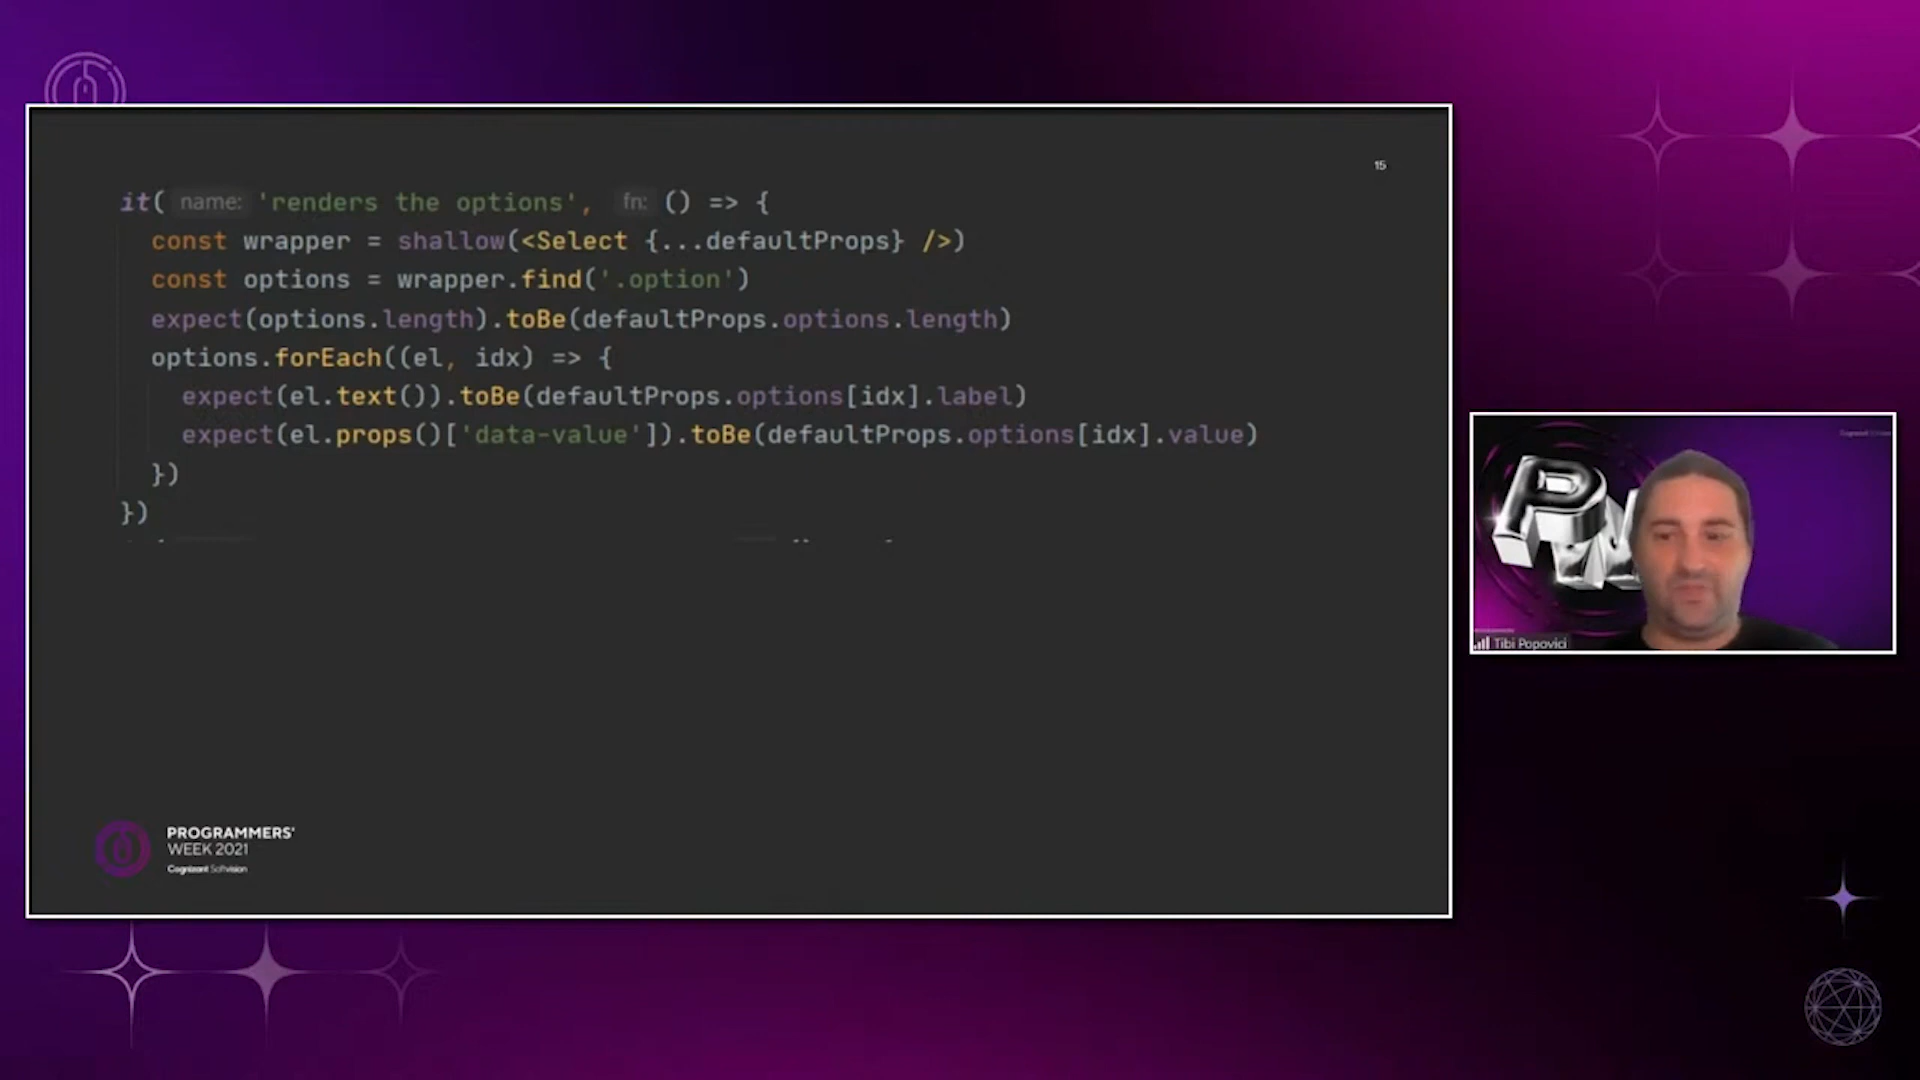 15
it( name: 'renders the options', fn: () => {
const wrapper = shallow(<Select {...defaultProps} />)
const options = wrapper.find('.option')
expect(options.length).toBe(defaultProps.options.length)
options.forEach((el, idx) => {
expect(el.text()).toBe(defaultProps.options[idx].label)
expect(el.props()['data-value']).toBe(defaultProps.options[idx].value)
})
})
PROGRAMMERS'
WEEK 2021
Cognizant Softvision
PW
Tibi Popovici